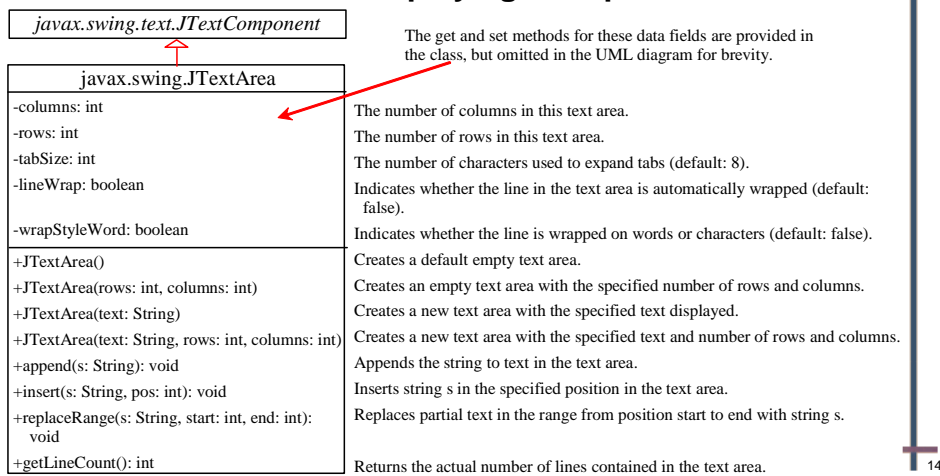 javax.swing.text.JTextComponent
The get and set methods for these data fields are provided in
the class, but omitted in the UML diagram for brevity.
javax.swing.JTextArea
-columns: int
The number of columns in this text area.
-rows: int
The number of rows in this text area.
-tabSize: int
The number of characters used to expand tabs (default: 8).
-lineWrap: boolean
Indicates whether the line in the text area is automatically wrapped (default:
false).
-wrapStyleWord: boolean
Indicates whether the line is wrapped on words or characters (default: false).
+JTextArea()
Creates a default empty text area.
+JTextArea(rows: int, columns: int)
Creates an empty text area with the specified number of rows and columns.
+JTextArea(text: String)
Creates a new text area with the specified text displayed.
+JTextArea(text: String, rows: int, columns: int)
Creates a new text area with the specified text and number of rows and columns.
+append(s: String): void
Appends the string to text in the text area.
+insert(s: String, pos: int): void
Inserts string s in the specified position in the text area.
+replaceRange(s: String, start: int, end: int):
void
Replaces partial text in the range from position start to end with string s.
+getLineCount(): int
Returns the actual number of lines contained in the text area.
14